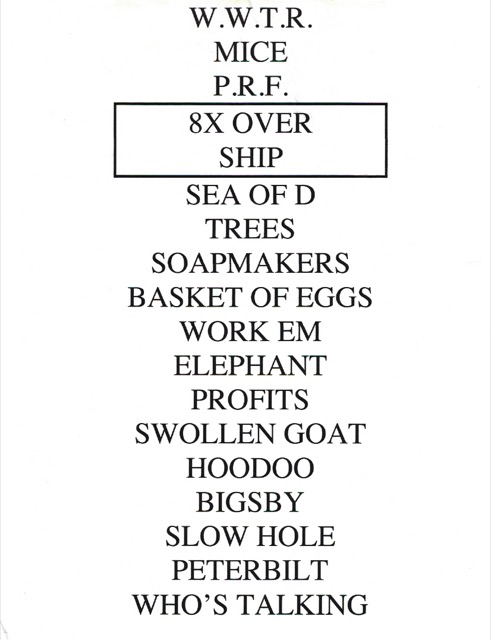 W.W.T.R.
MICE
P.R.F.
8X OVER
SHIP
SEA OF D
TREES
SOAPMAKERS
BASKET OF EGGS
WORK EM
ELEPHANT
PROFITS
SWOLLEN GOAT
HOODOO
BIGSBY
SLOW HOLE
PETERBILT
WHO'S TALKING